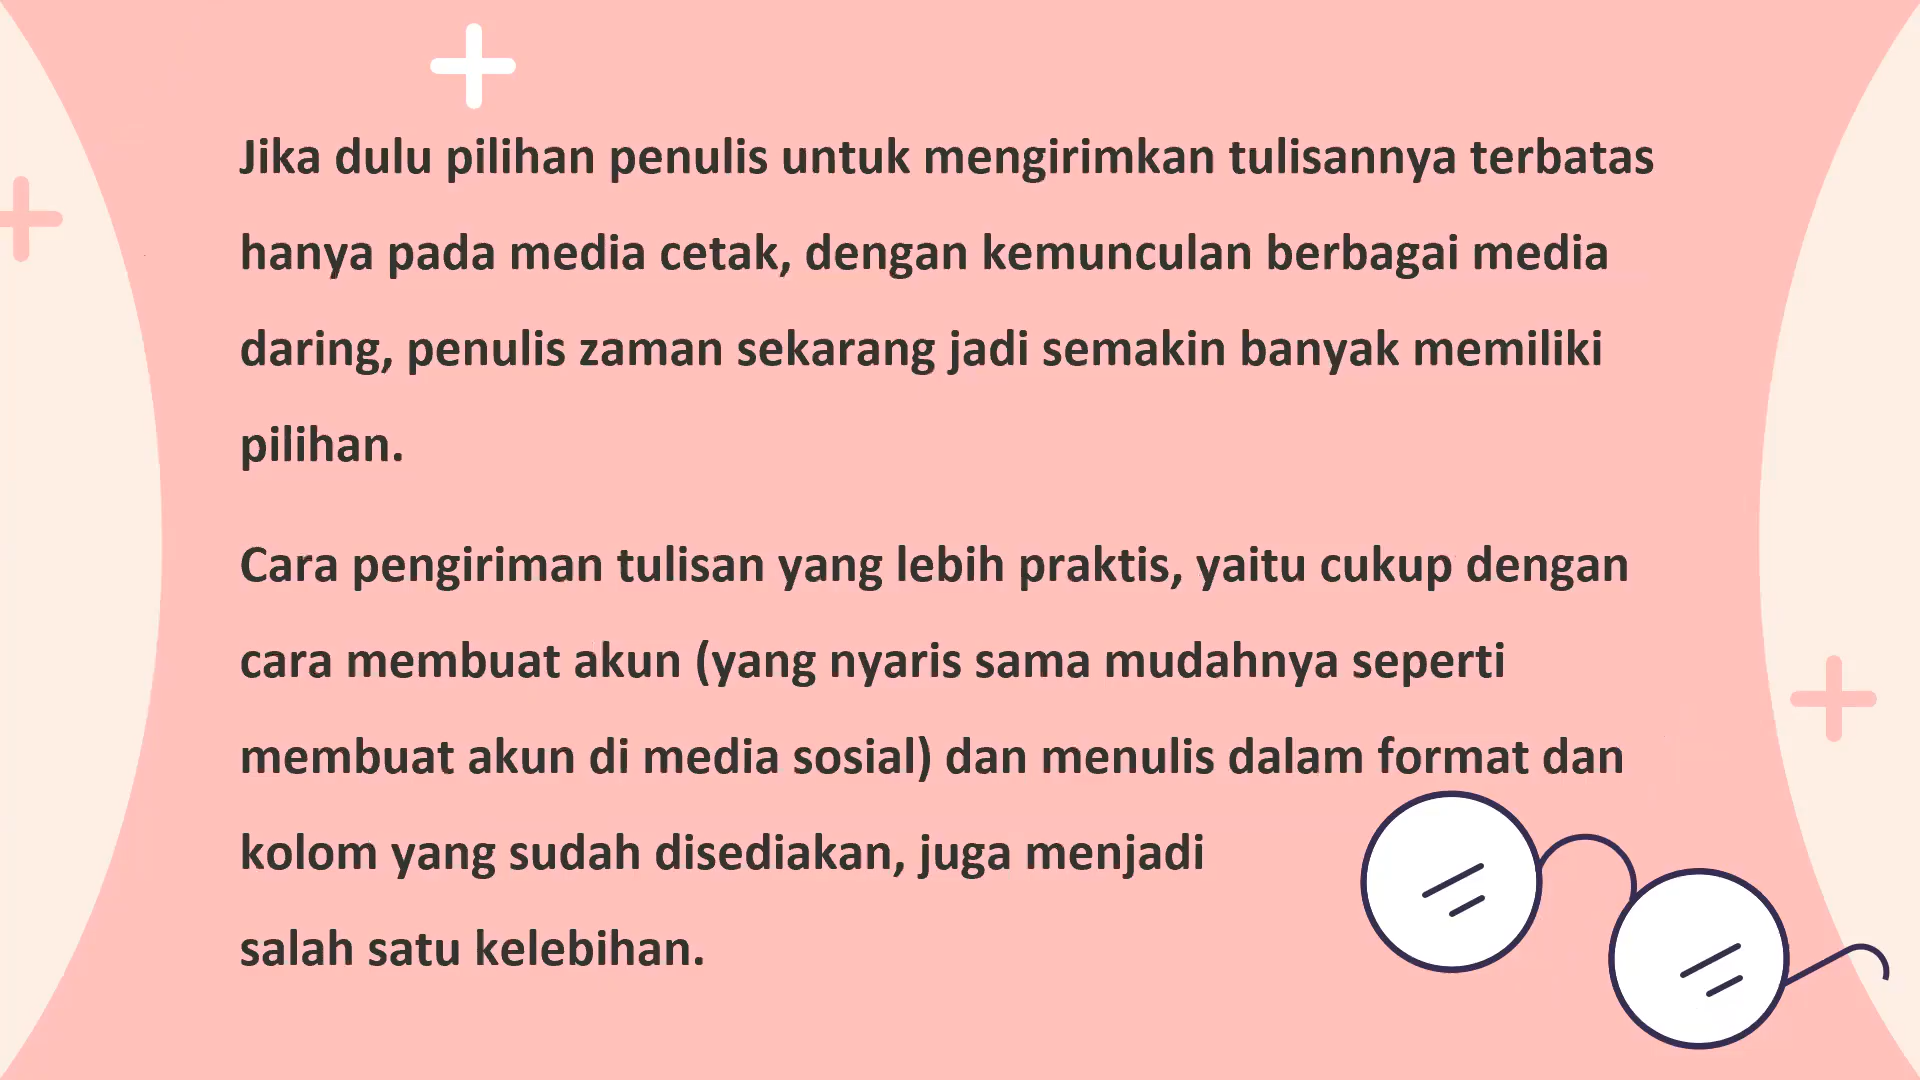 Jika dulu pilihan penulis untuk mengirimkan tulisannya terbatas
hanya pada media cetak, dengan kemunculan berbagai media
daring, penulis zaman sekarang jadi semakin banyak memiliki
pilihan.
Cara pengiriman tulisan yang lebih praktis, yaitu cukup dengan
cara membuat akun (yang nyaris sama mudahnya seperti
membuat akun di media sosial) dan menulis dalam format dan
kolom yang sudah disediakan, juga menjadi
salah satu kelebihan.